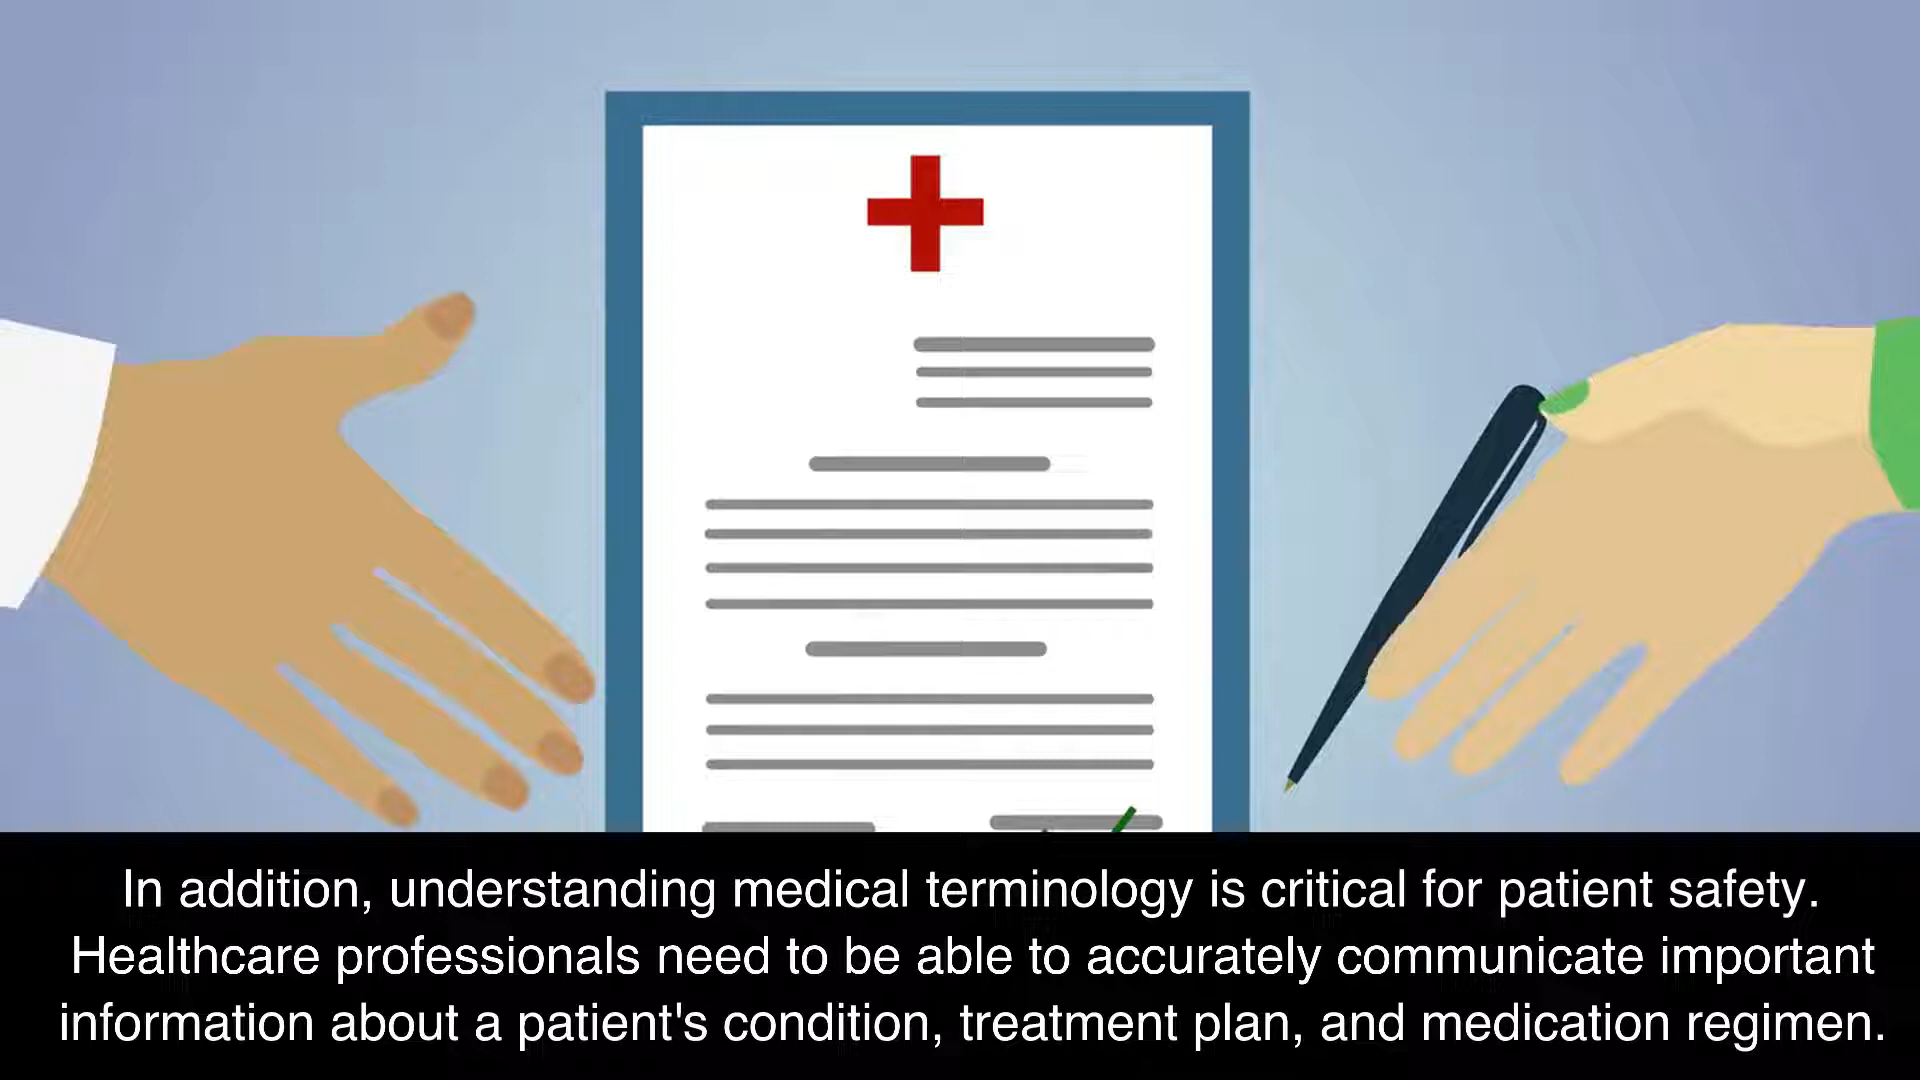 In addition, understanding medical terminology is critical for patient safety.
Healthcare professionals need to be able to accurately communicate important
information about a patient's condition, treatment plan, and medication regimen.